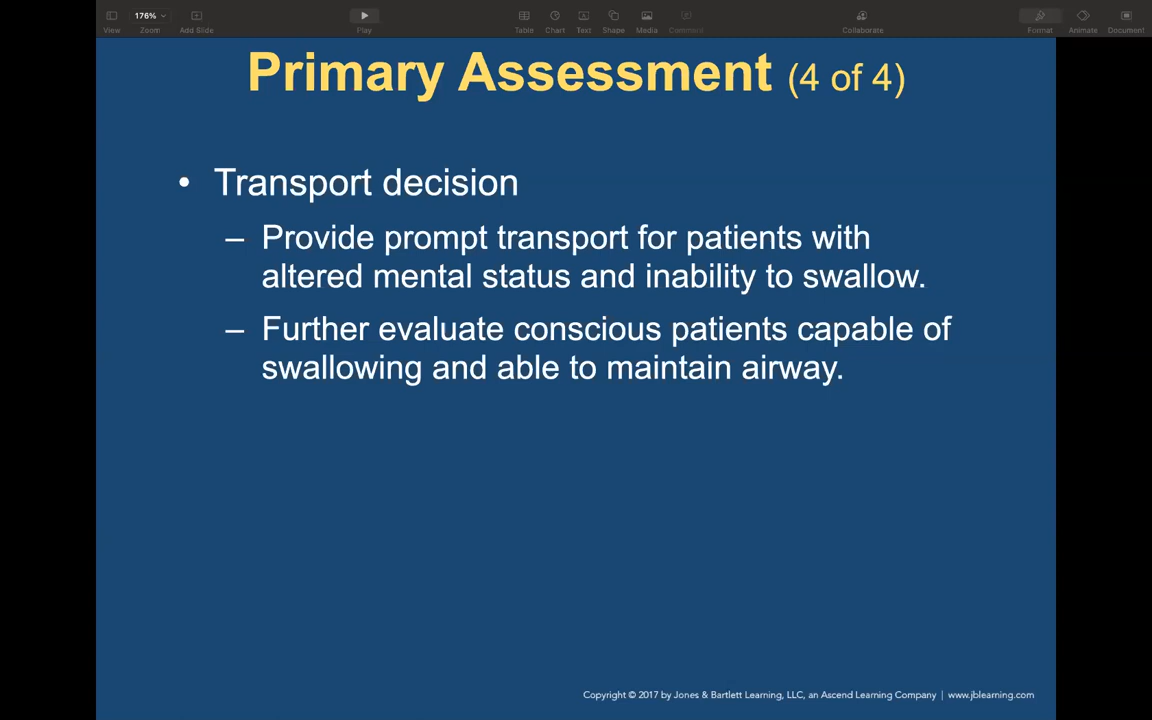 176%
View
Zoom
Add Slide
Play
Table
Chart
Text
Shape
Media
Comment
Collaborate
Format
Animate
Document
Primary Assessment (4 of 4)
• Transport decision
– Provide prompt transport for patients with
altered mental status and inability to swallow.
– Further evaluate conscious patients capable of
swallowing and able to maintain airway.
Copyright © 2017 by Jones & Bartlett Learning, LLC, an Ascend Learning Company | www.jblearning.com